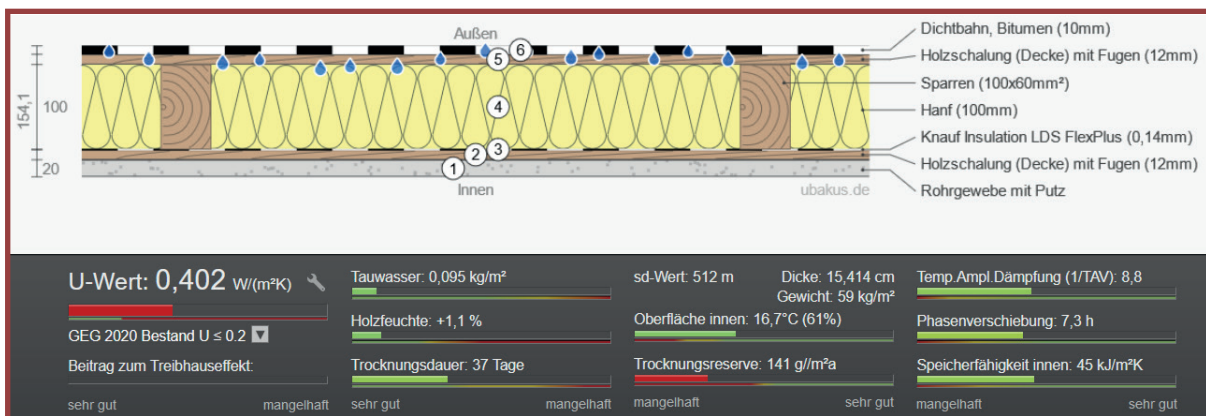 Außen
Dichtbahn, Bitumen (10mm)
Holzschalung (Decke) mit Fugen (12mm)
Sparren (100x60mm²)
Hanf (100mm)
Knauf Insulation LDS FlexPlus (0,14mm)
Holzschalung (Decke) mit Fugen (12mm)
Rohrgewebe mit Putz
154,1
100
20
6
5
4
3
2
1
Innen
ubakus.de
U-Wert: 0,402 W/(m²K)
GEG 2020 Bestand U ≤ 0.2
Beitrag zum Treibhauseffekt:
sehr gut mangelhaft
Tauwasser: 0,095 kg/m²
Holzfeuchte: +1,1 %
Trocknungsdauer: 37 Tage
sehr gut mangelhaft
sd-Wert: 512 m Dicke: 15,414 cm
Gewicht: 59 kg/m²
Oberfläche innen: 16,7°C (61%)
Trocknungsreserve: 141 g//m²a
mangelhaft sehr gut
Temp.Ampl.Dämpfung (1/TAV): 8,8
Phasenverschiebung: 7,3 h
Speicherfähigkeit innen: 45 kJ/m²K
mangelhaft sehr gut